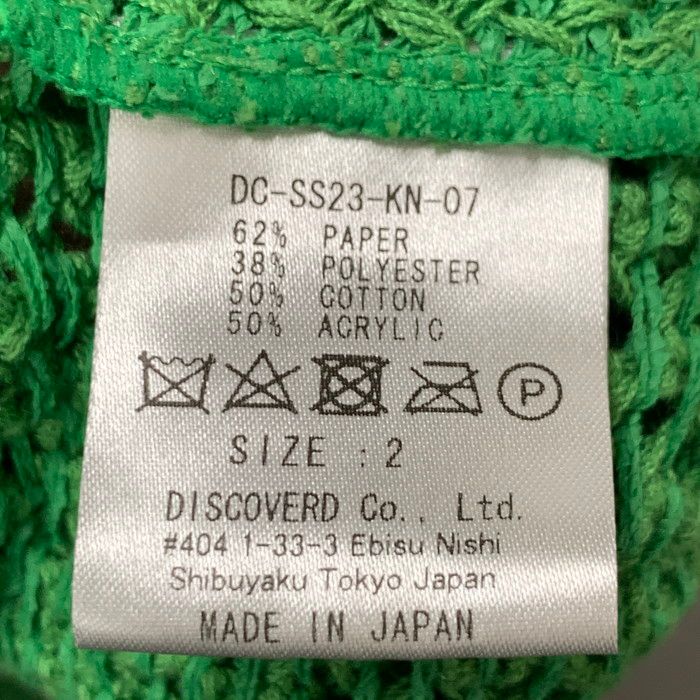 DC-SS23-KN-07
62% PAPER
38% POLYESTER
50% COTTON
50% ACRYLIC
P
SIZE : 2
DISCOVERD Co., Ltd.
#404 1-33-3 Ebisu Nishi
Shibuyaku Tokyo Japan
MADE IN JAPAN